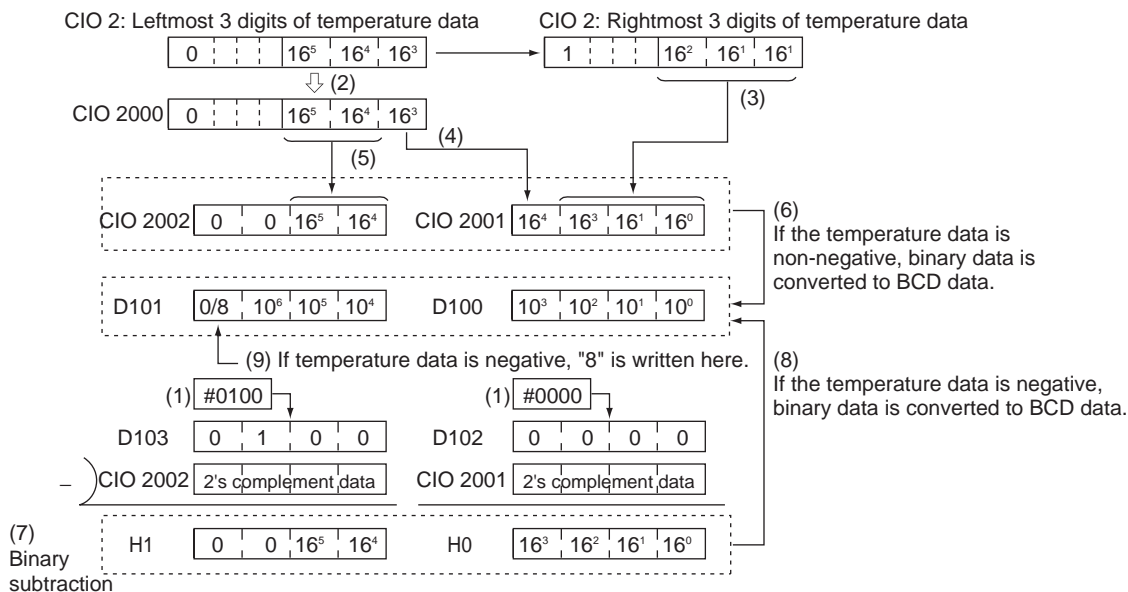 CIO 2: Leftmost 3 digits of temperature data CIO 2: Rightmost 3 digits of temperature data
0 16⁵ 16⁴ 16³ 1 16² 16¹ 16¹
(2) (3)
CIO 2000 0 16⁵ 16⁴ 16³
(4)
(5)
CIO 2002 0 0 16⁵ 16⁴ CIO 2001 16⁴ 16³ 16¹ 16⁰
(6)
If the temperature data is
non-negative, binary data is
converted to BCD data.
D101 0/8 10⁶ 10⁵ 10⁴ D100 10³ 10² 10¹ 10⁰
(9) If temperature data is negative, "8" is written here.
(8)
If the temperature data is negative,
binary data is converted to BCD data.
(1) #0100 (1) #0000
D103 0 1 0 0 D102 0 0 0 0
– CIO 2002 2's complement data CIO 2001 2's complement data
(7)
Binary
subtraction
H1 0 0 16⁵ 16⁴ H0 16³ 16² 16¹ 16⁰